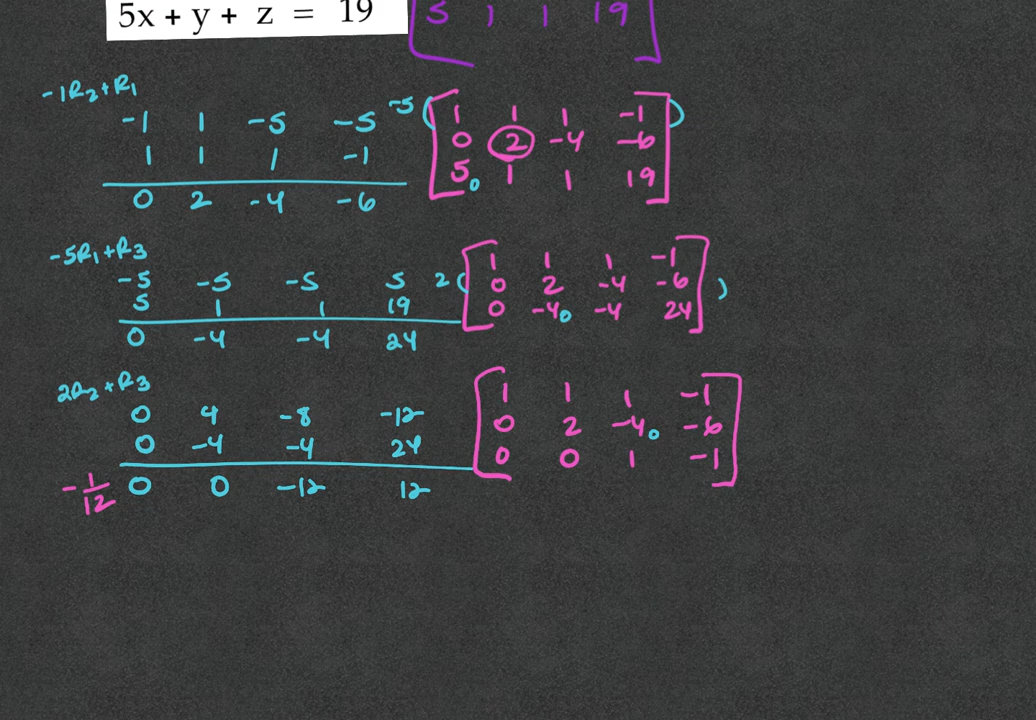 5x + y + z = 19 [5 1 1 19]
-1R₂+R₁
-1 1 -5 -5 -5( [1 1 1 -1 )
1 1 1 -1 0 2 -4 -6
0 2 -4 -6 5 0 1 1 19]
-5R₁+R₃
-5 -5 -5 5 2( [1 1 1 -1
5 1 1 19 0 2 -4 -6 )
0 -4 -4 24 0 -4 0 -4 24]
2R₂+R₃
0 4 -8 -12 [1 1 1 -1
0 -4 -4 24 0 2 -4 0 -6
-1/12 0 0 -12 12 0 0 1 -1]